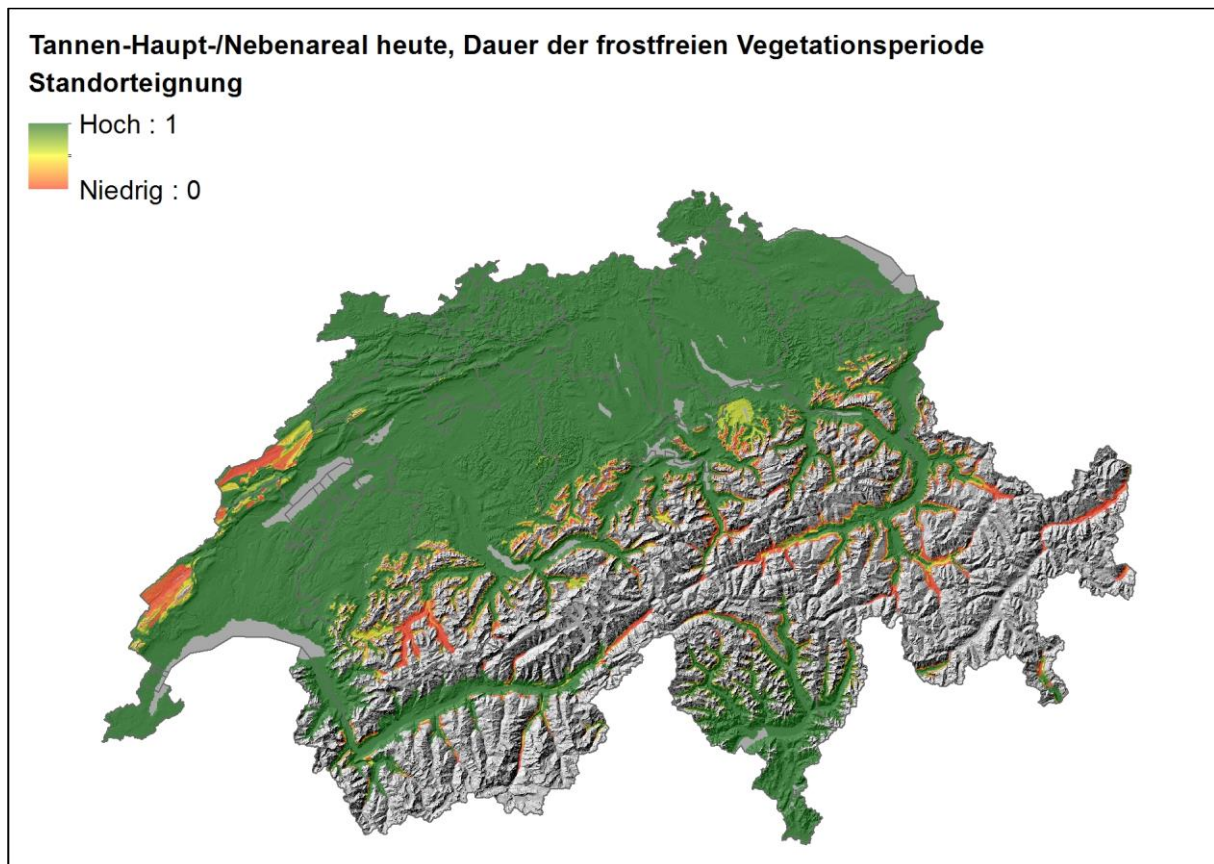 Tannen-Haupt-/Nebenareal heute, Dauer der frostfreien Vegetationsperiode
Standorteignung
Hoch : 1
Niedrig : 0